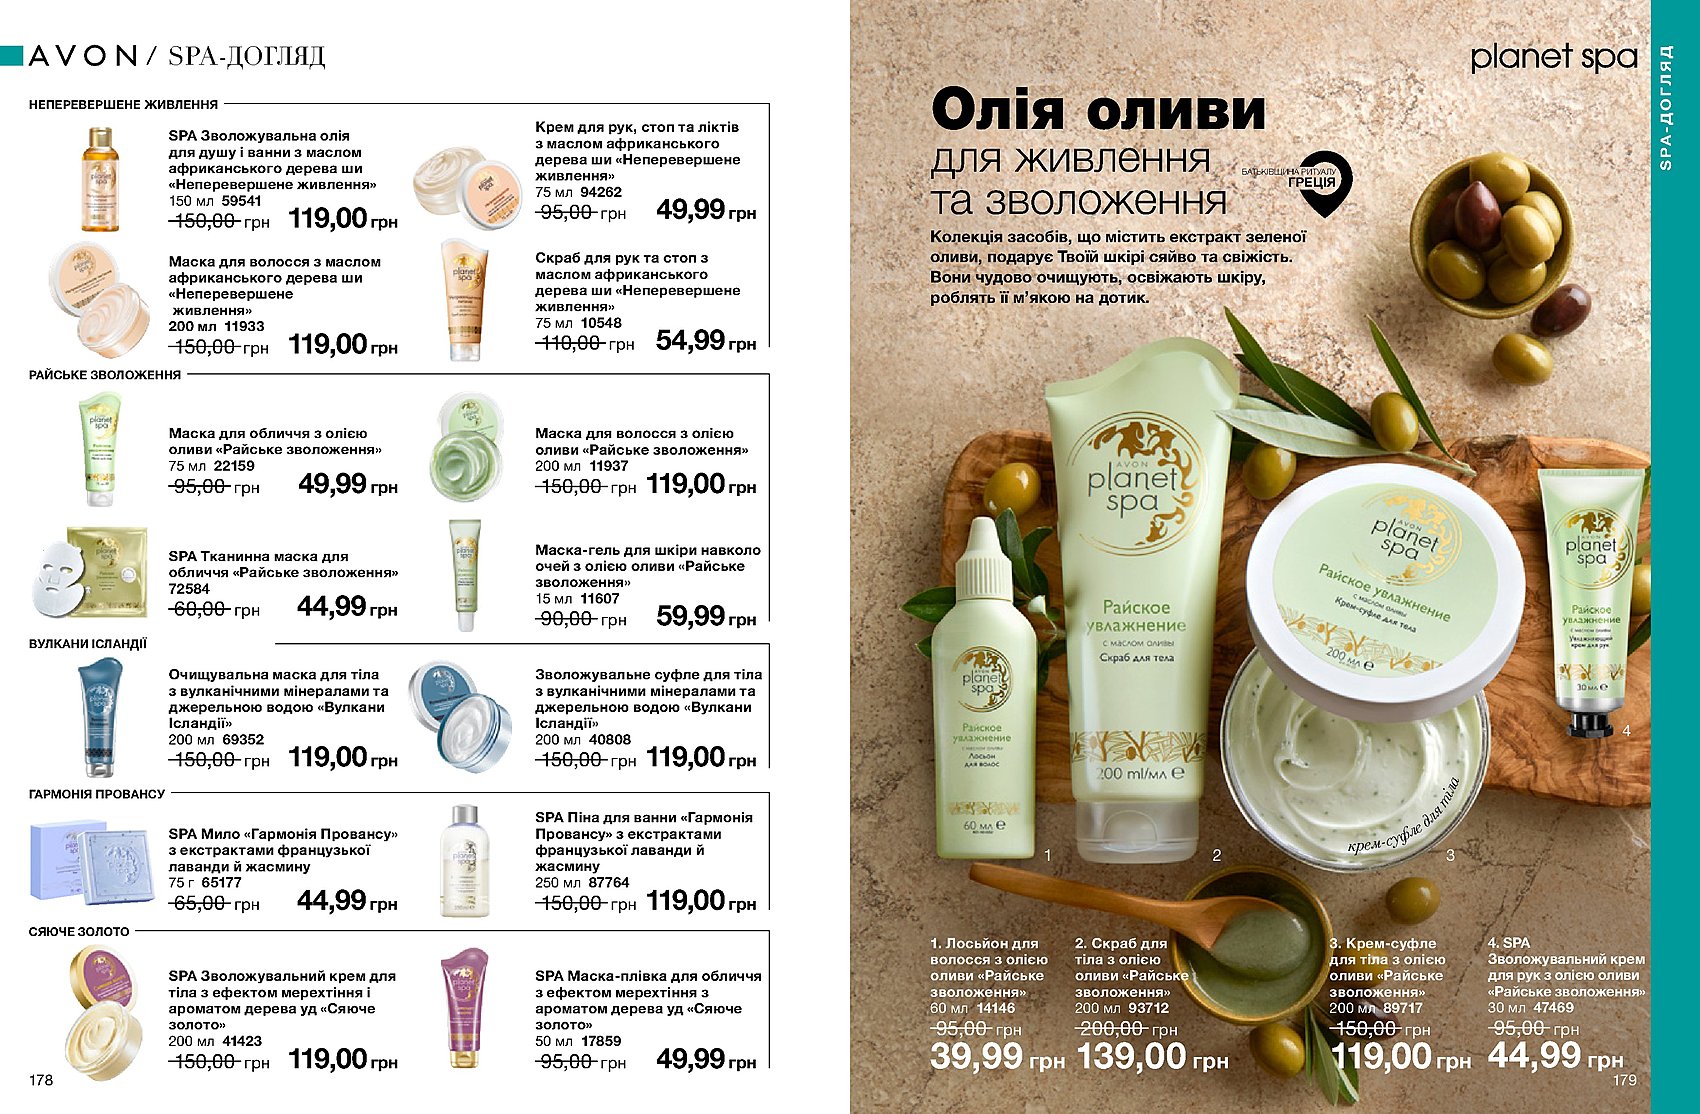 AVON / SPA-ДОГЛЯД
НЕПЕРЕВЕРШЕНЕ ЖИВЛЕННЯ
SPA Зволожувальна олія
для душу і ванни з маслом
африканського дерева ши
«Неперевершене живлення»
150 мл 59541
150,00 грн 119,00 грн
Крем для рук, стоп та ліктів
з маслом африканського
дерева ши «Неперевершене
живлення»
75 мл 94262
95,00 грн 49,99 грн
Маска для волосся з маслом
африканського дерева ши
«Неперевершене
живлення»
200 мл 11933
150,00 грн 119,00 грн
Скраб для рук та стоп з
маслом африканського
дерева ши «Неперевершене
живлення»
75 мл 10548
110,00 грн 54,99 грн
РАЙСЬКЕ ЗВОЛОЖЕННЯ
Маска для обличчя з олією
оливи «Райське зволоження»
75 мл 22159
95,00 грн 49,99 грн
Маска для волосся з олією
оливи «Райське зволоження»
200 мл 11937
150,00 грн 119,00 грн
SPA Тканинна маска для
обличчя «Райське зволоження»
72584
60,00 грн 44,99 грн
Маска-гель для шкіри навколо
очей з олією оливи «Райське
зволоження»
15 мл 11607
90,00 грн 59,99 грн
ВУЛКАНИ ІСЛАНДІЇ
Очищувальна маска для тіла
з вулканічними мінералами та
джерельною водою «Вулкани
Ісландії»
200 мл 69352
150,00 грн 119,00 грн
Зволожувальне суфле для тіла
з вулканічними мінералами та
джерельною водою «Вулкани
Ісландії»
200 мл 40808
150,00 грн 119,00 грн
ГАРМОНІЯ ПРОВАНСУ
SPA Мило «Гармонія Провансу»
з екстрактами французької
лаванди й жасмину
75 г 65177
65,00 грн 44,99 грн
SPA Піна для ванни «Гармонія
Провансу» з екстрактами
французької лаванди й
жасмину
250 мл 87764
150,00 грн 119,00 грн
СЯЮЧЕ ЗОЛОТО
SPA Зволожувальний крем для
тіла з ефектом мерехтіння і
ароматом дерева уд «Сяюче
золото»
200 мл 41423
150,00 грн 119,00 грн
SPA Маска-плівка для обличчя
з ефектом мерехтіння з
ароматом дерева уд «Сяюче
золото»
50 мл 17859
95,00 грн 49,99 грн
178
planet spa
SPA-ДОГЛЯД
Олія оливи
для живлення
та зволоження
БАТЬКІВЩИНА РИТУАЛУ
ГРЕЦІЯ
Колекція засобів, що містить екстракт зеленої
оливи, подарує Твоїй шкірі сяйво та свіжість.
Вони чудово очищують, освіжають шкіру,
роблять її м’якою на дотик.
AVON
planet
spa
Райское
увлажнение
с маслом оливы
Скраб для тела
200 ml/мл e
AVON
planet
spa
Райское увлажнение
с маслом оливы
Крем-суфле для тела
200 мл e
planet
spa
Райское
увлажнение
с маслом оливы
Увлажняющий
крем для рук
30 мл e
planet
spa
Райское
увлажнение
с маслом оливы
Лосьон
для волос
60 мл e
крем-суфле для тіла
1
2
3
4
1. Лосьйон для
волосся з олією
оливи «Райське
зволоження»
60 мл 14146
95,00 грн
39,99 грн
2. Скраб для
тіла з олією
оливи «Райське
зволоження»
200 мл 93712
200,00 грн
139,00 грн
3. Крем-суфле
для тіла з олією
оливи «Райське
зволоження»
200 мл 89717
150,00 грн
119,00 грн
4. SPA
Зволожувальний крем
для рук з олією оливи
«Райське зволоження»
30 мл 47469
95,00 грн
44,99 грн
179